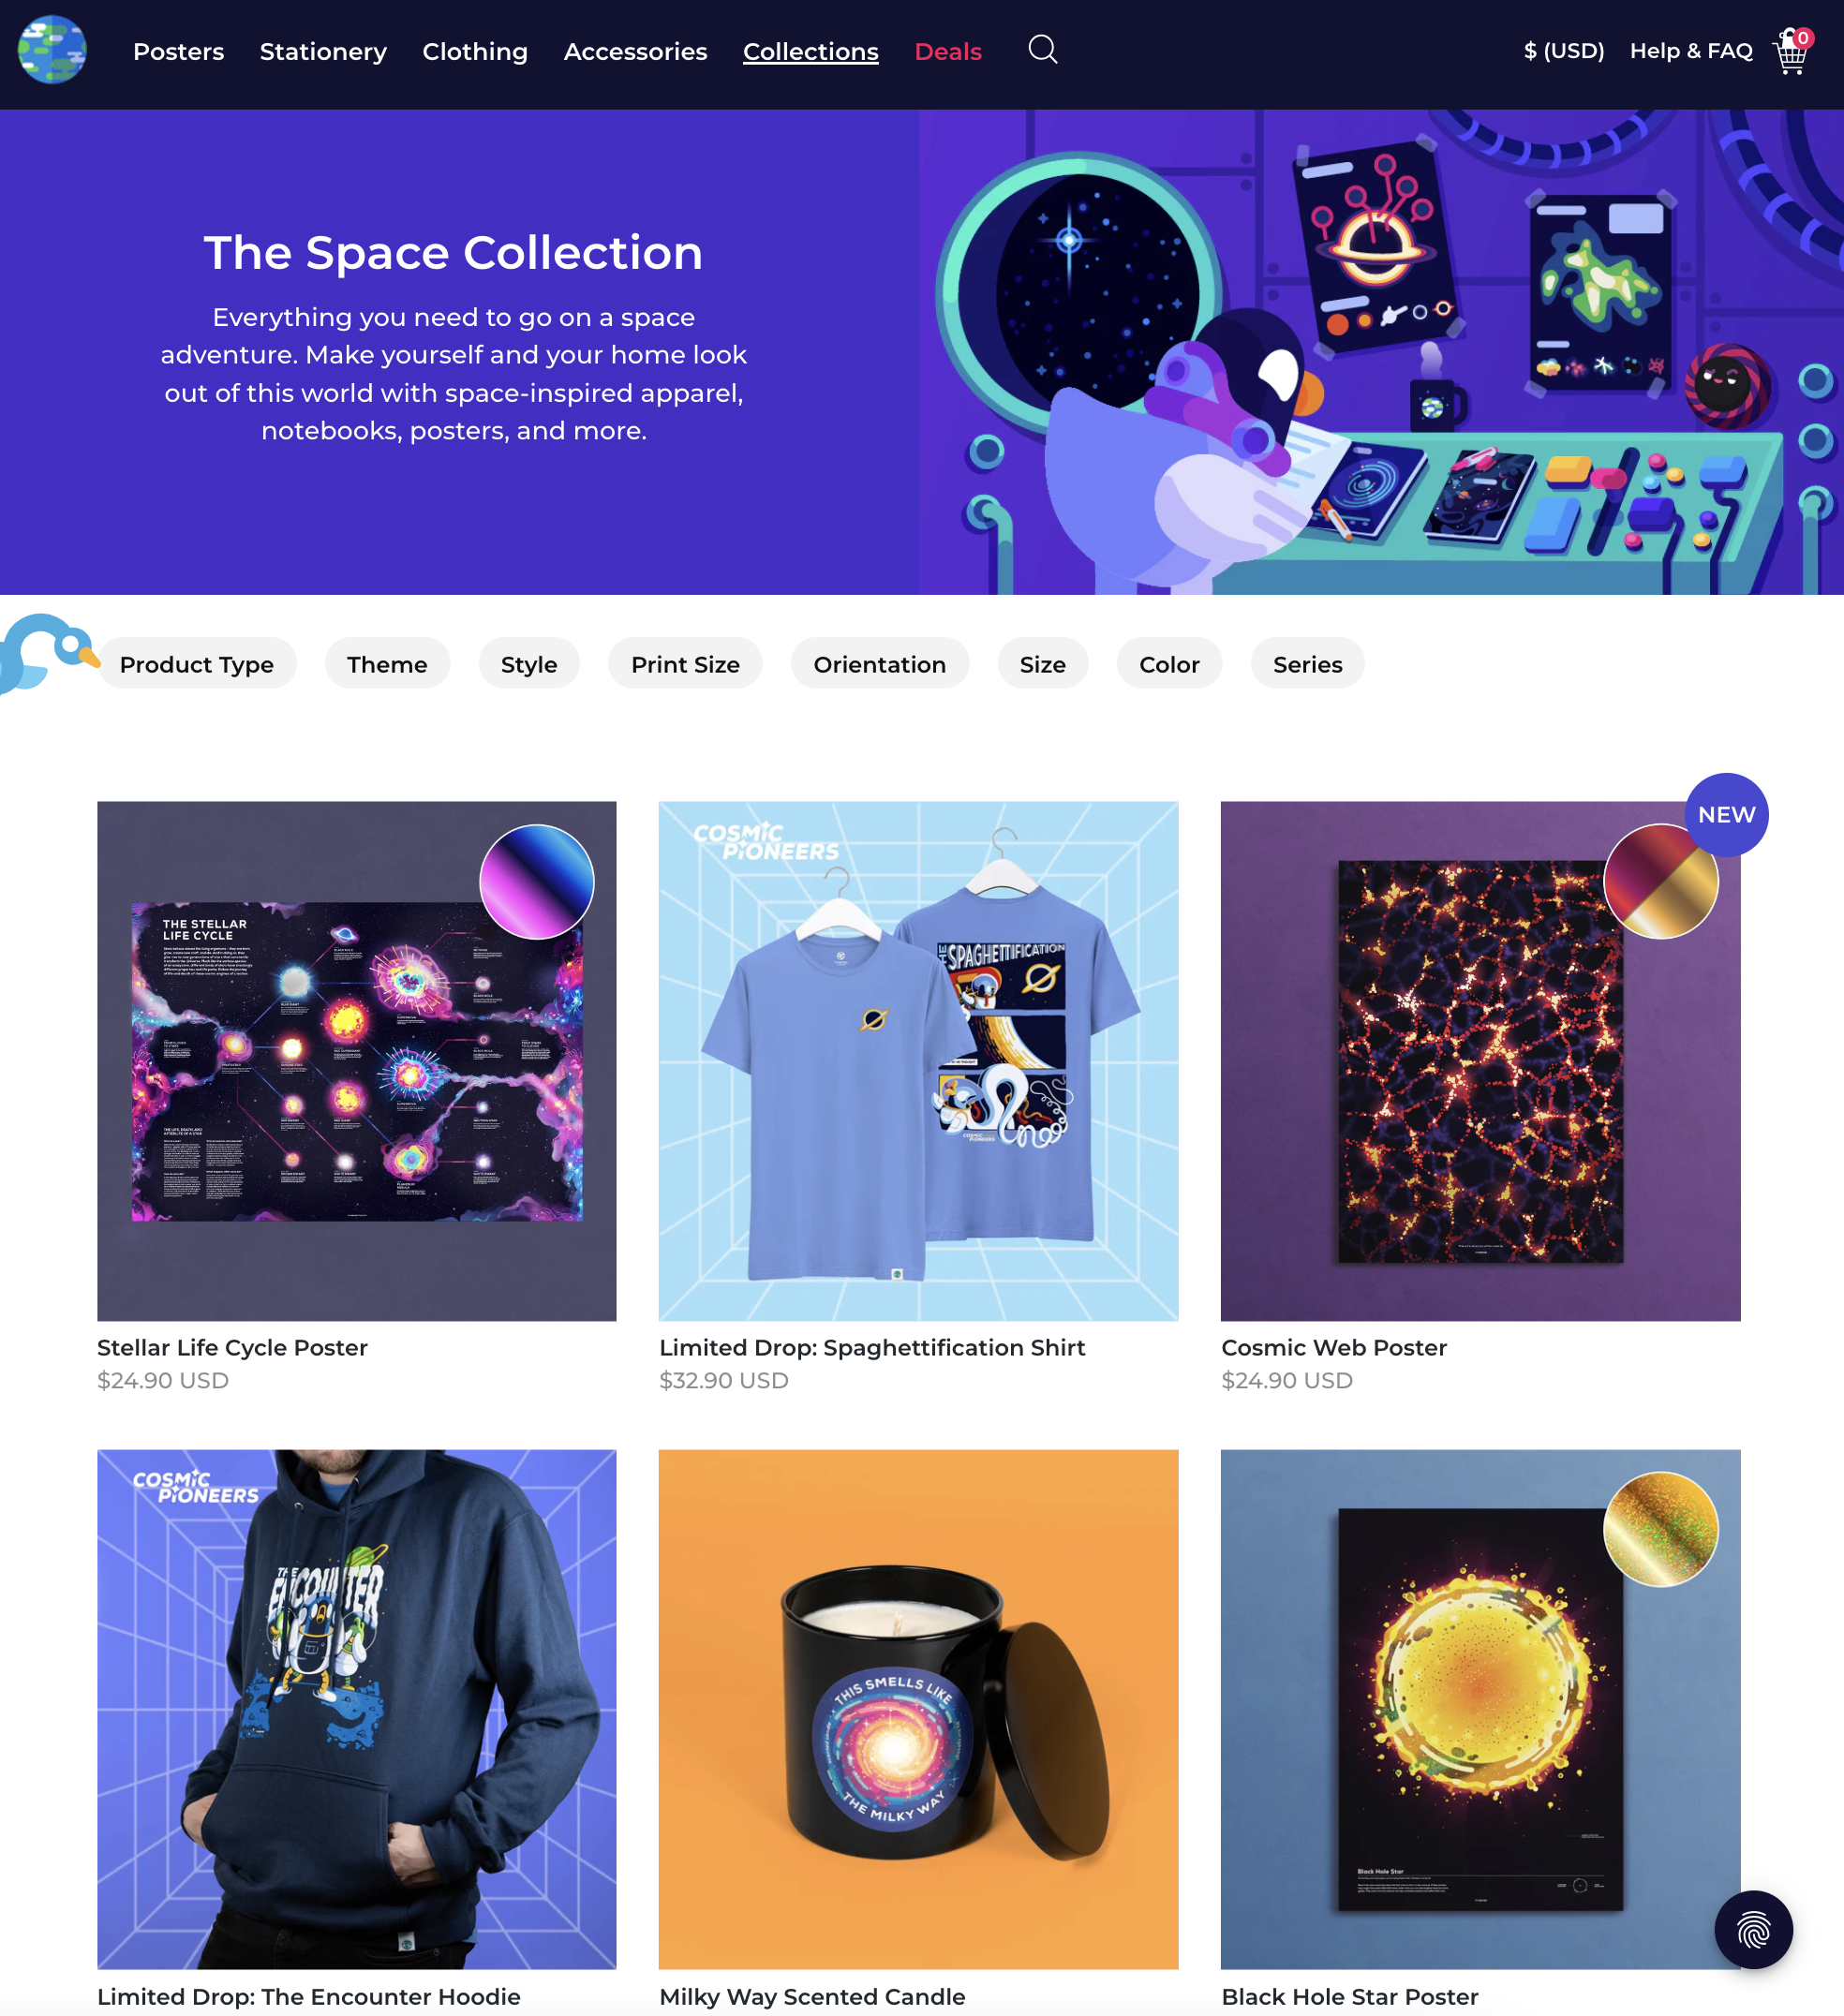 Posters Stationery Clothing Accessories Collections Deals $ (USD) Help & FAQ 0
The Space Collection
Everything you need to go on a space
adventure. Make yourself and your home look
out of this world with space-inspired apparel,
notebooks, posters, and more.
Product Type Theme Style Print Size Orientation Size Color Series
THE STELLAR
LIFE CYCLE
COSMIC
PIONEERS
THE SPAGHETTIFICATION
COSMIC
PIONEERS
NEW
Stellar Life Cycle Poster
$24.90 USD
Limited Drop: Spaghettification Shirt
$32.90 USD
Cosmic Web Poster
$24.90 USD
COSMIC
PIONEERS
THE
ENCOUNTER
THIS SMELLS LIKE
THE MILKY WAY
Black Hole Star
Limited Drop: The Encounter Hoodie
Milky Way Scented Candle
Black Hole Star Poster